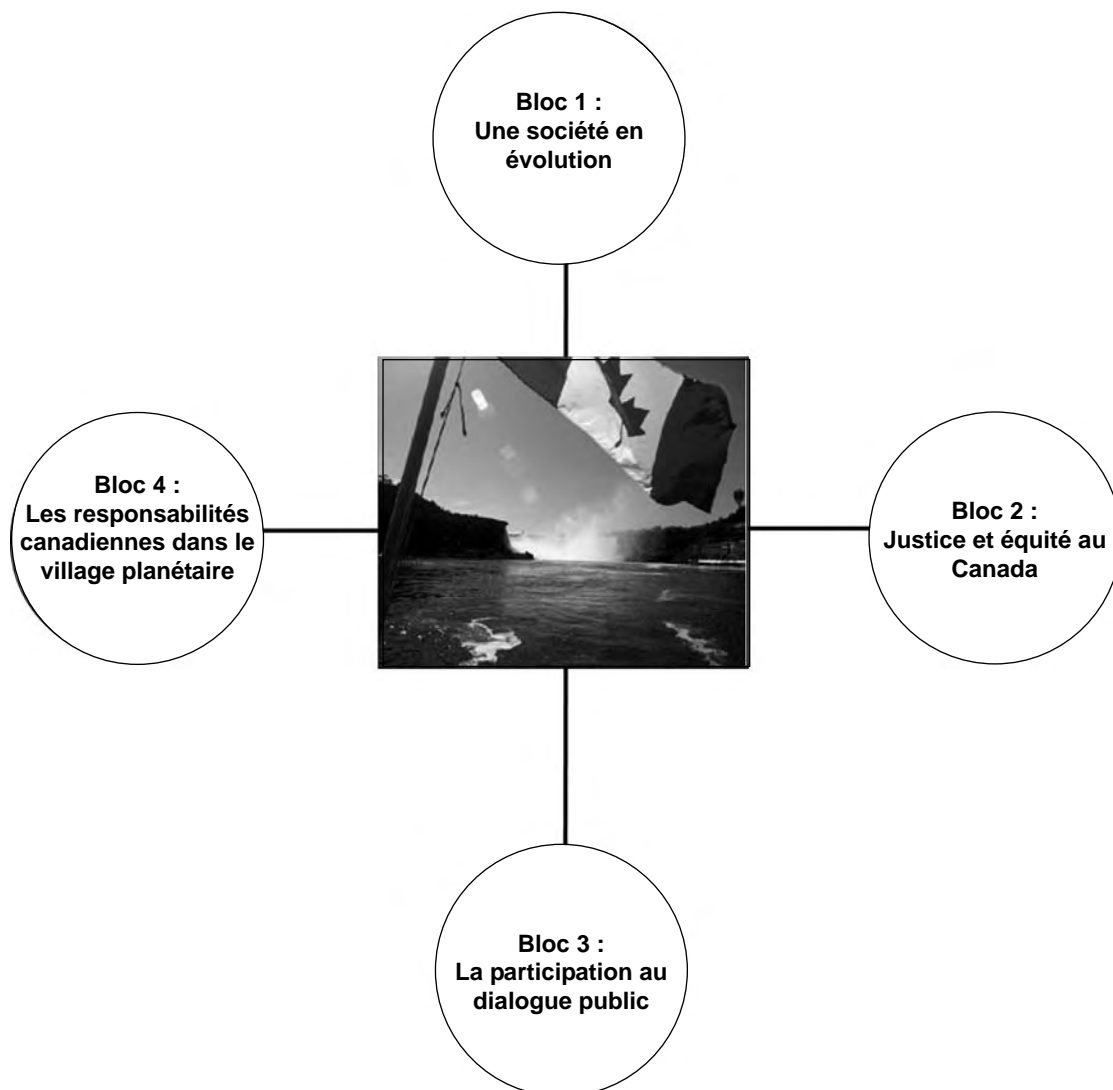 Bloc 1 :
Une société en
évolution
Bloc 4 :
Les responsabilités
canadiennes dans le
village planétaire
Bloc 2 :
Justice et équité au
Canada
Bloc 3 :
La participation au
dialogue public